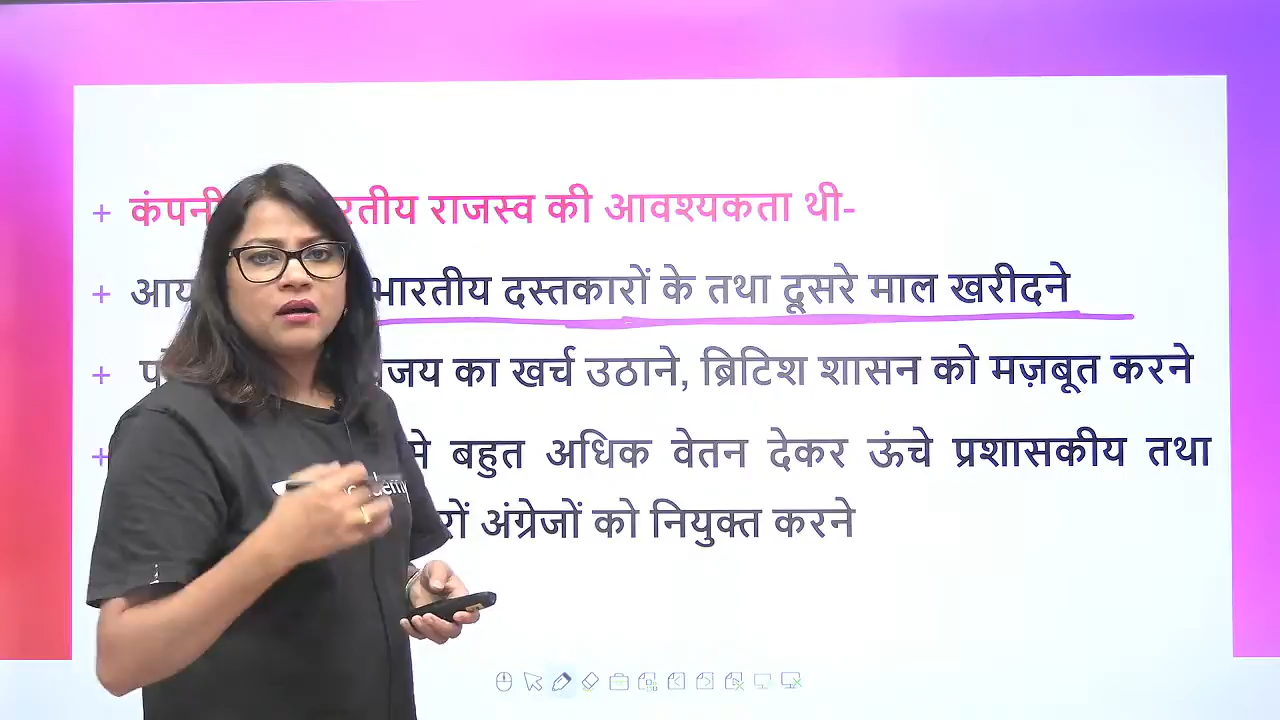 + कंपनी भारतीय राजस्व की आवश्यकता थी-
+ भारतीय दस्तकारों के तथा दूसरे माल खरीदने
+ विजय का खर्च उठाने, ब्रिटिश शासन को मज़बूत करने
+ बहुत अधिक वेतन देकर ऊंचे प्रशासकीय तथा
अंग्रेजों को नियुक्त करने